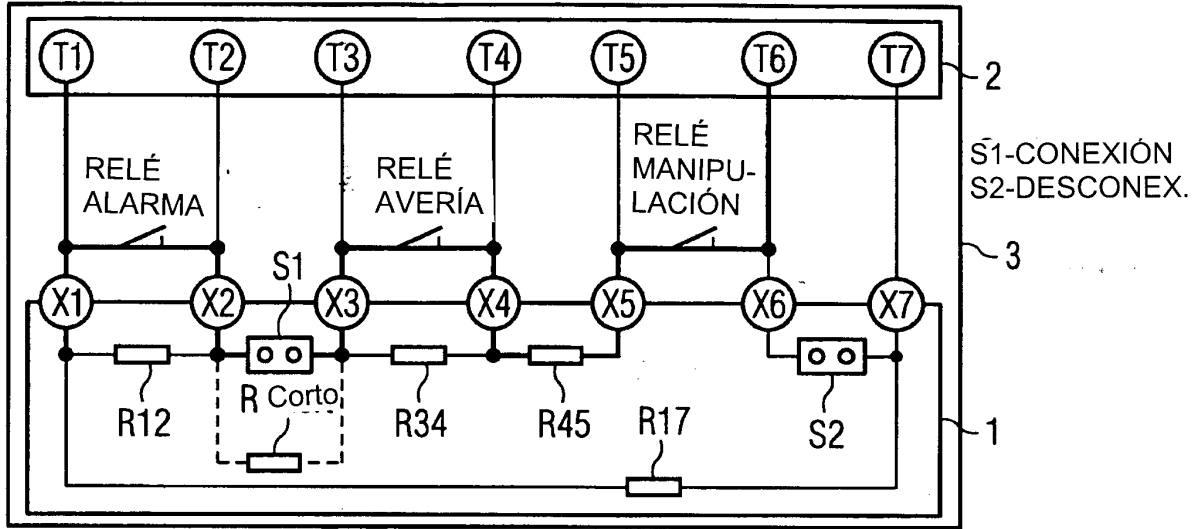 T1 T2 T3 T4 T5 T6 T7
2
RELÉ
ALARMA
RELÉ
AVERÍA
RELÉ
MANIPU-
LACIÓN
S1-CONEXIÓN
S2-DESCONEX.
3
S1
X1 X2 X3 X4 X5 X6 X7
R12
R Corto
R34
R45
R17
S2
1